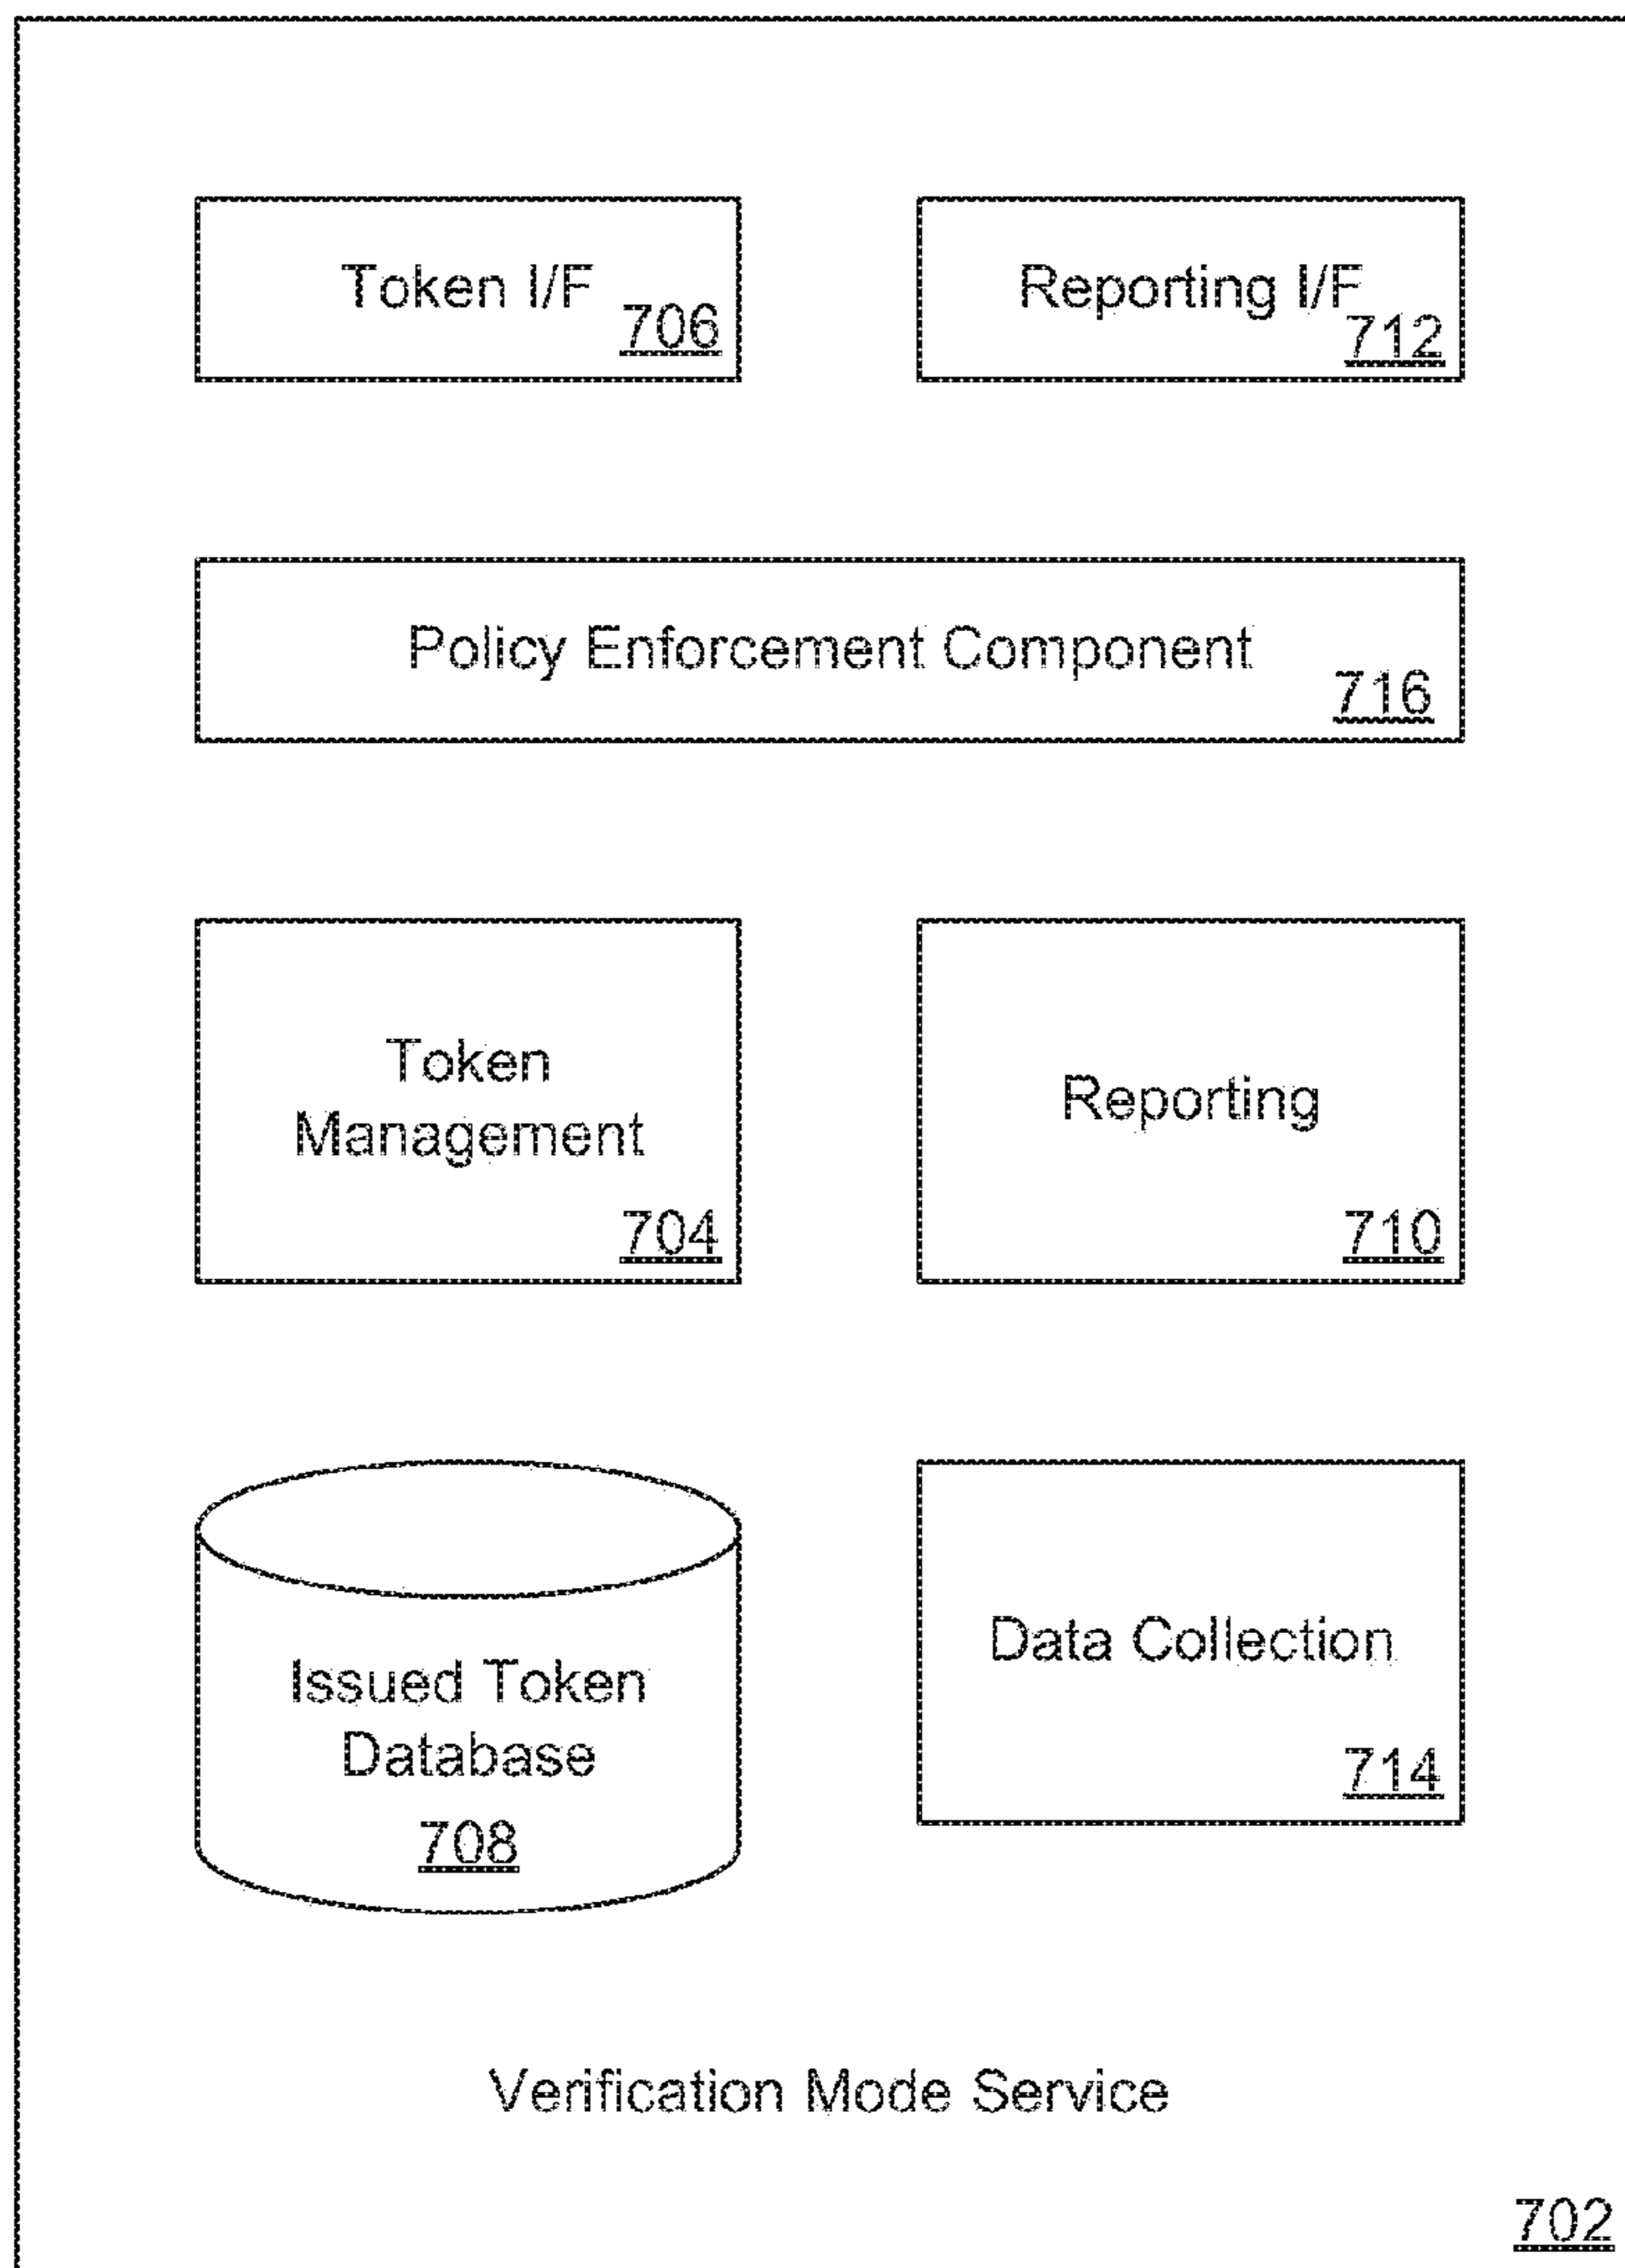 Token I/F
706
Reporting I/F
712
Policy Enforcement Component
716
Token
Management
704
Reporting
710
Issued Token
Database
708
Data Collection
714
Verification Mode Service
702